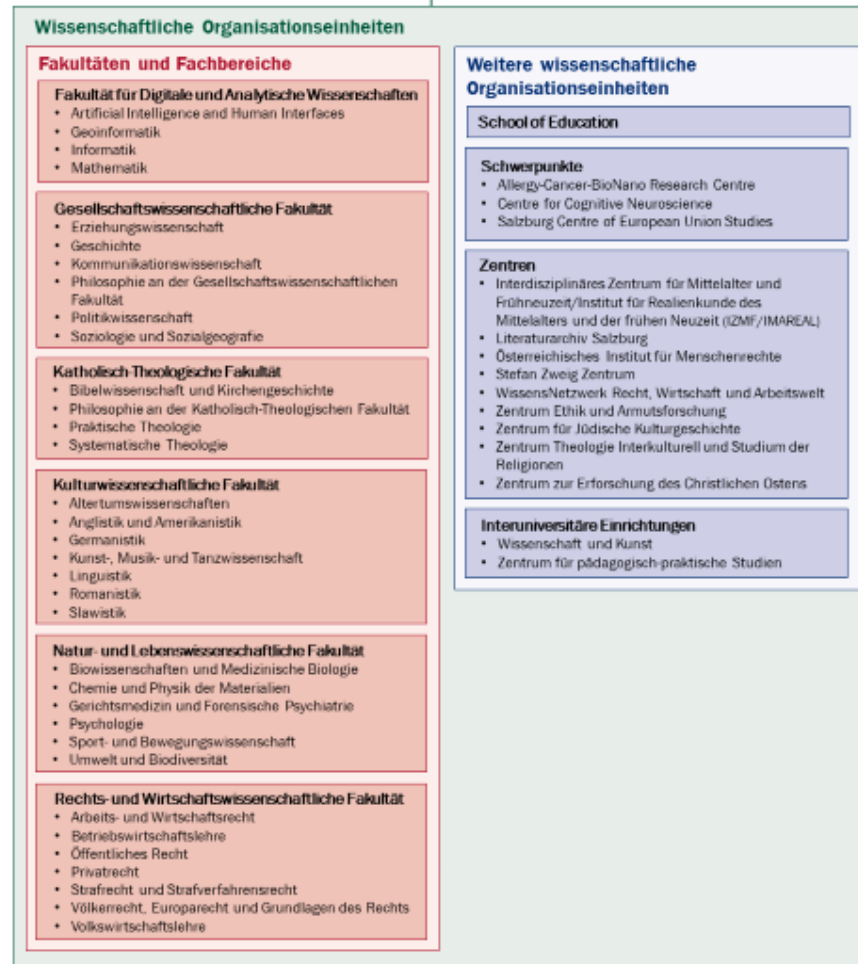 Wissenschaftliche Organisationseinheiten
Fakultäten und Fachbereiche
Fakultät für Digitale und Analytische Wissenschaften
• Artificial Intelligence and Human Interfaces
• Geoinformatik
• Informatik
• Mathematik
Gesellschaftswissenschaftliche Fakultät
• Erziehungswissenschaft
• Geschichte
• Kommunikationswissenschaft
• Philosophie an der Gesellschaftswissenschaftlichen
Fakultät
• Politikwissenschaft
• Soziologie und Sozialgeografie
Katholisch-Theologische Fakultät
• Bibelwissenschaft und Kirchengeschichte
• Philosophie an der Katholisch-Theologischen Fakultät
• Praktische Theologie
• Systematische Theologie
Kulturwissenschaftliche Fakultät
• Altertumswissenschaften
• Anglistik und Amerikanistik
• Germanistik
• Kunst-, Musik- und Tanzwissenschaft
• Linguistik
• Romanistik
• Slawistik
Natur- und Lebenswissenschaftliche Fakultät
• Biowissenschaften und Medizinische Biologie
• Chemie und Physik der Materialien
• Gerichtsmedizin und Forensische Psychiatrie
• Psychologie
• Sport- und Bewegungswissenschaft
• Umwelt und Biodiversität
Rechts- und Wirtschaftswissenschaftliche Fakultät
• Arbeits- und Wirtschaftsrecht
• Betriebswirtschaftslehre
• Öffentliches Recht
• Privatrecht
• Strafrecht und Strafverfahrensrecht
• Völkerrecht, Europarecht und Grundlagen des Rechts
• Volkswirtschaftslehre
Weitere wissenschaftliche
Organisationseinheiten
School of Education
Schwerpunkte
• Allergy-Cancer-BioNano Research Centre
• Centre for Cognitive Neuroscience
• Salzburg Centre of European Union Studies
Zentren
• Interdisziplinäres Zentrum für Mittelalter und
Frühneuzeit/Institut für Realienkunde des
Mittelalters und der frühen Neuzeit (IZMF/IMAREAL)
• Literaturarchiv Salzburg
• Österreichisches Institut für Menschenrechte
• Stefan Zweig Zentrum
• WissensNetzwerk Recht, Wirtschaft und Arbeitswelt
• Zentrum Ethik und Armutsforschung
• Zentrum für Jüdische Kulturgeschichte
• Zentrum Theologie Interkulturell und Studium der
Religionen
• Zentrum zur Erforschung des Christlichen Ostens
Interuniversitäre Einrichtungen
• Wissenschaft und Kunst
• Zentrum für pädagogisch-praktische Studien